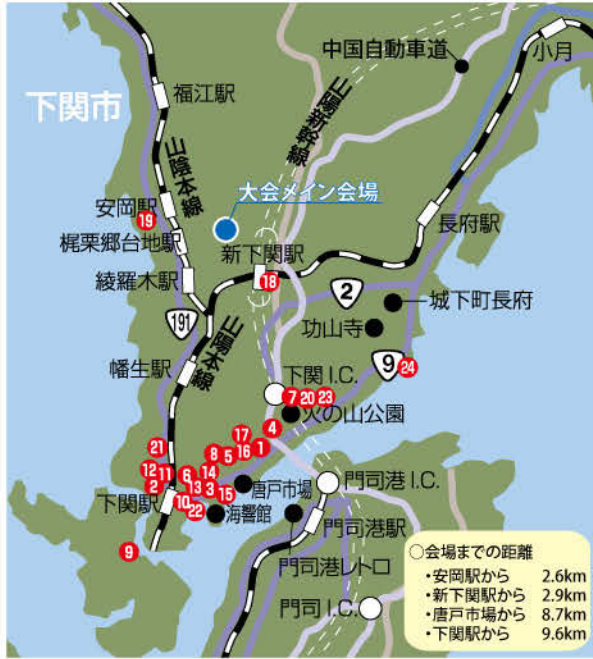 中国自動車道
小月
福江駅
下関市
山陽新幹線
山陰本線
大会メイン会場
安岡駅
19
長府駅
梶栗郷台地駅
新下関駅
18
綾羅木駅
2
城下町長府
191
山陽本線
功山寺
幡生駅
9
24
下関 I.C.
7 20 23
火の山公園
4
17
1
21
8
5
16
12
11
6
14
2
13
3
15
唐戸市場
門司港 I.C.
下関駅
10
22
海響館
門司港駅
9
門司港レトロ
門司 I.C.
○会場までの距離
・安岡駅から 2.6km
・新下関駅から 2.9km
・唐戸市場から 8.7km
・下関駅から 9.6km